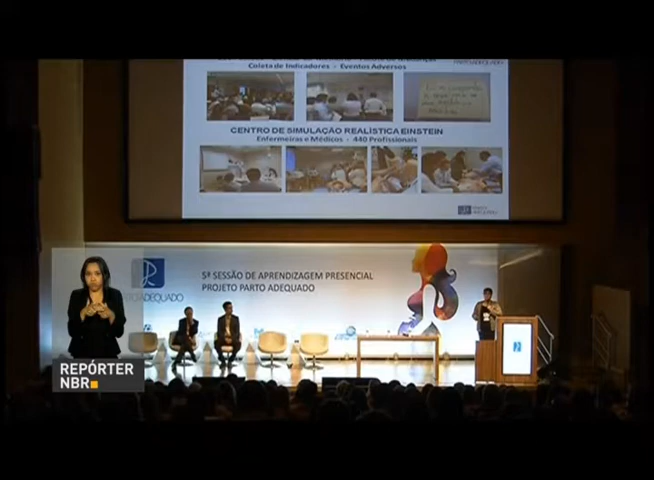 Coleta de Indicadores - Eventos Adversos
CENTRO DE SIMULAÇÃO REALÍSTICA EINSTEIN
Enfermeiras e Médicos - 440 Profissionais
5ª SESSÃO DE APRENDIZAGEM PRESENCIAL
PROJETO PARTO ADEQUADO
ADEQUADO
REPÓRTER
NBR